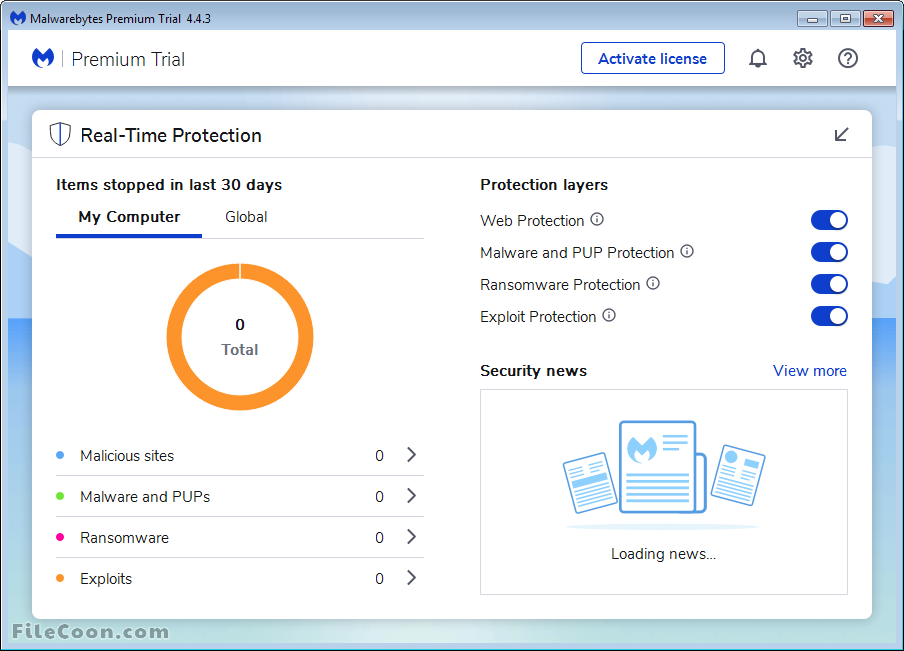 Malwarebytes Premium Trial 4.4.3
Premium Trial
Activate license
Real-Time Protection
Items stopped in last 30 days
My Computer Global
0
Total
Malicious sites 0
Malware and PUPs 0
Ransomware 0
Exploits 0
Protection layers
Web Protection
Malware and PUP Protection
Ransomware Protection
Exploit Protection
Security news View more
Loading news...
FileCoon.com